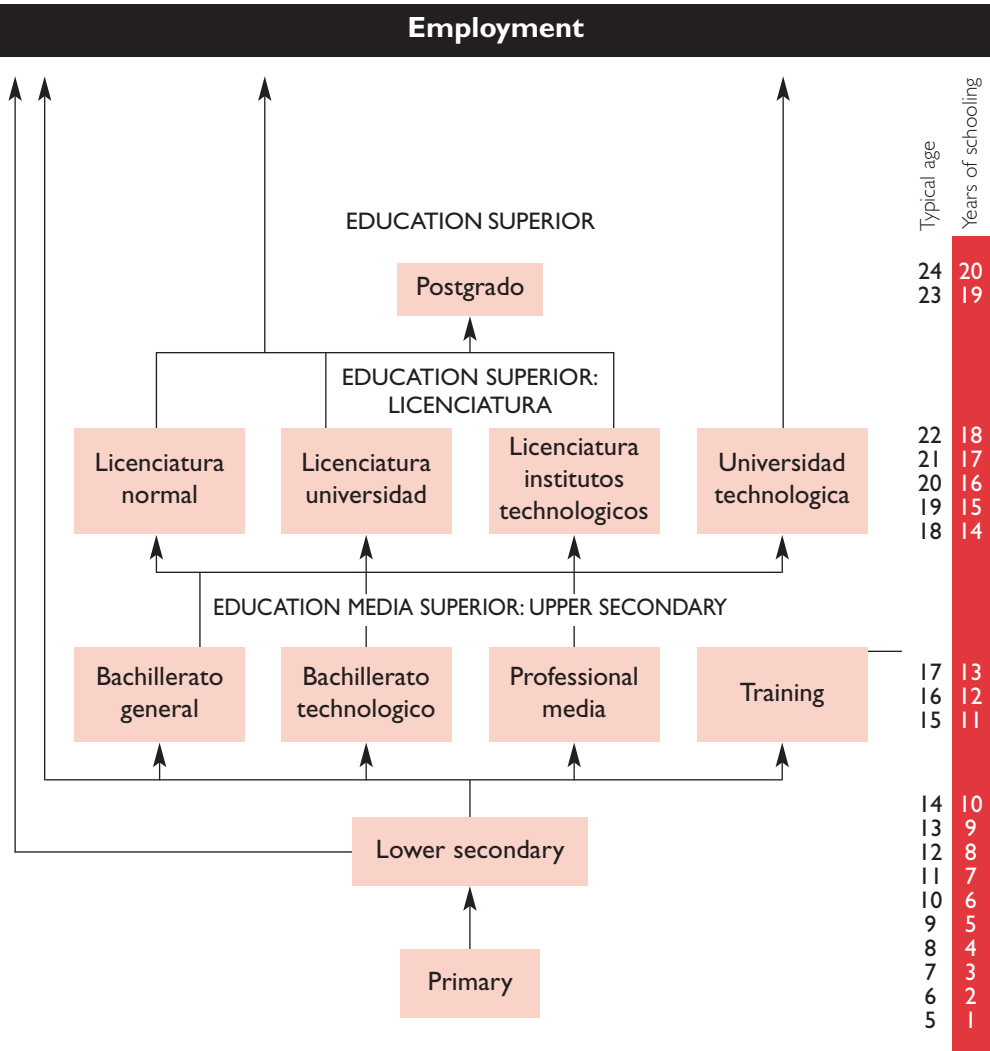 Employment
Typical age
Years of schooling
EDUCATION SUPERIOR
Postgrado
24 20
23 19
EDUCATION SUPERIOR:
LICENCIATURA
Licenciatura
normal
Licenciatura
universidad
Licenciatura
institutos
technologicos
Universidad
technologica
22 18
21 17
20 16
19 15
18 14
EDUCATION MEDIA SUPERIOR: UPPER SECONDARY
Bachillerato
general
Bachillerato
technologico
Professional
media
Training
17 13
16 12
15 11
Lower secondary
Primary
14 10
13 9
12 8
11 7
10 6
9 5
8 4
7 3
6 2
5 1